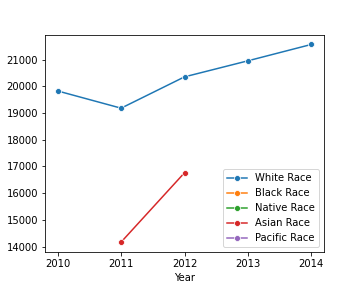 21000
20000
19000
18000
17000
16000
15000
14000
White Race
Black Race
Native Race
Asian Race
Pacific Race
2010 2011 2012 2013 2014
Year